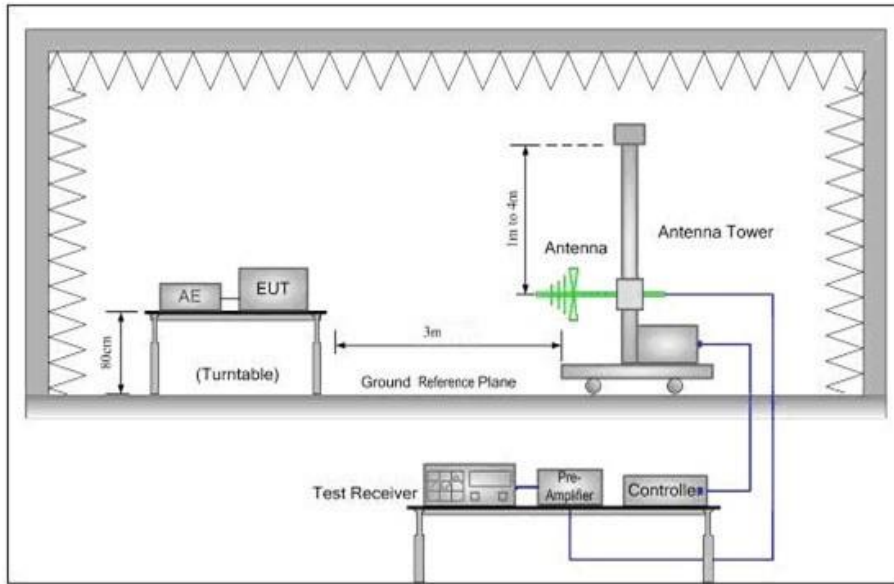 1m to 4m
Antenna
Antenna Tower
AE
EUT
80cm
3m
(Turntable)
Ground Reference Plane
Test Receiver
Pre-
Amplifier
Controller